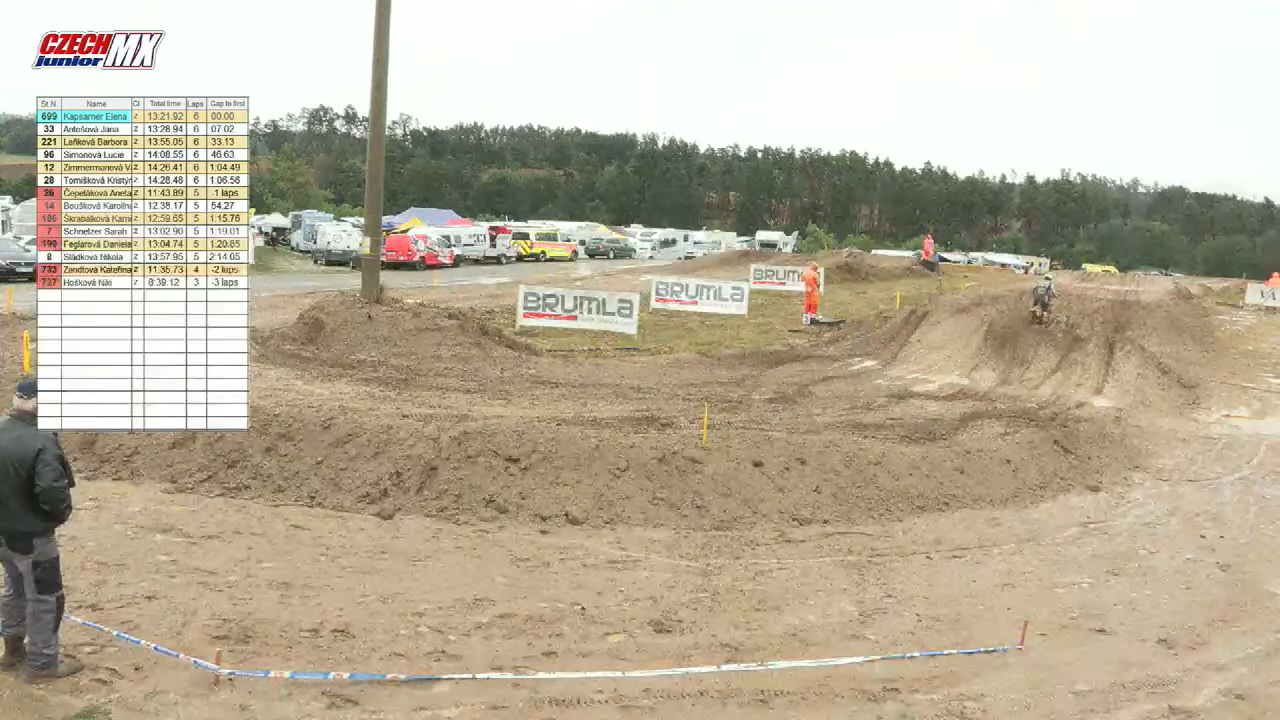 CZECH MX
junior
St.N. Name Cl Total time Laps Gap to first
699 Kapsamer Elena z 13:21.92 6 00.00
33 Antošová Jana z 13:28.94 6 07.02
221 Laňková Barbora z 13:55.05 6 33.13
96 Simonová Lucie z 14:08.55 6 46.63
12 Zimmermanová z 14:26.41 6 1:04.49
28 Tomišková Kristýn z 14:28.48 6 1:06.56
26 Čepeláková Aneta z 11:43.89 5 -1 laps
14 Boušková Karolína z 12:38.17 5 54.27
186 Škrabálková Kam z 12:59.65 5 1:15.76
7 Schnelzer Sarah z 13:02.90 5 1:19.01
199 Feglarová Daniela z 13:04.74 5 1:20.85
8 Sládková Nikola z 13:57.95 5 2:14.05
733 Zandtová Kateřina z 11:35.73 4 -2 laps
727 Hošková Niki z 8:39.12 3 -3 laps
BRUMLA
BRUMLA
BRUMLA